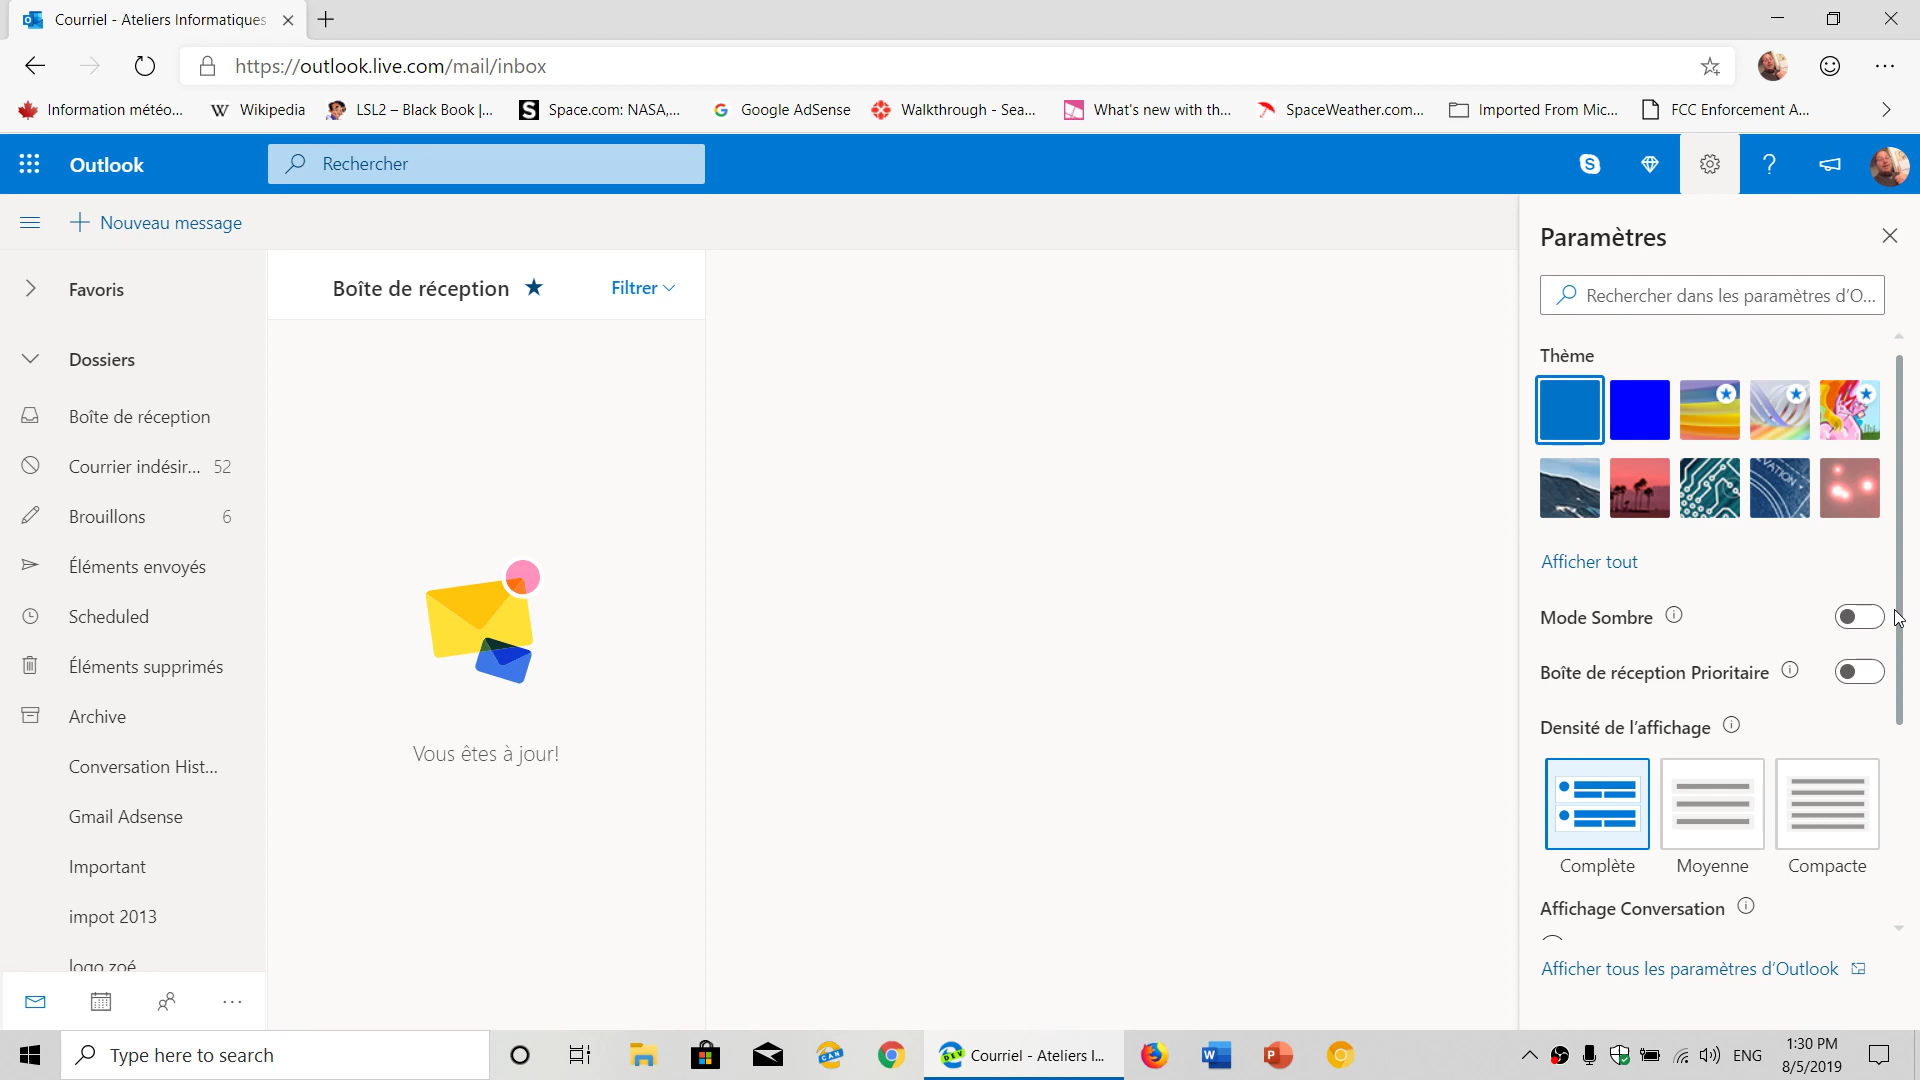 Courriel - Ateliers Informatiques
https://outlook.live.com/mail/inbox
Information météo...
W Wikipedia
LSL2 – Black Book |...
S Space.com: NASA,...
G Google AdSense
Walkthrough - Sea...
What's new with th...
SpaceWeather.com...
Imported From Mic...
FCC Enforcement A...
Outlook
Rechercher
S
?
Nouveau message
Paramètres
Rechercher dans les paramètres d'O...
Favoris
Boîte de réception
Filtrer
Dossiers
Boîte de réception
Courrier indésir... 52
Brouillons 6
Éléments envoyés
Scheduled
Éléments supprimés
Archive
Conversation Hist...
Gmail Adsense
Important
impot 2013
logo zoé
...
Vous êtes à jour!
Thème
Afficher tout
Mode Sombre
Boîte de réception Prioritaire
Densité de l'affichage
Complète
Moyenne
Compacte
Affichage Conversation
Afficher tous les paramètres d'Outlook
Type here to search
CAN
DEV
Courriel - Ateliers I...
W
P
ENG
1:30 PM
8/5/2019